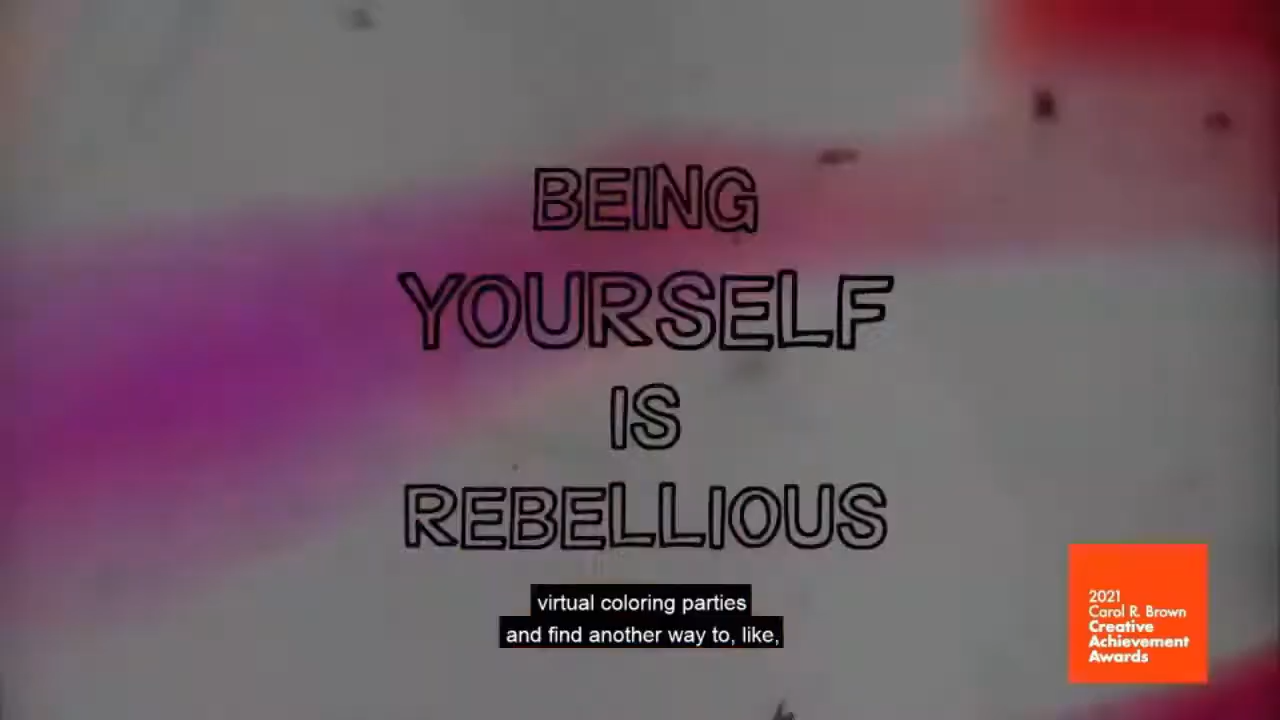 BEING
YOURSELF
IS
REBELLIOUS
virtual coloring parties
and find another way to, like,
2021
Carol R. Brown
Creative
Achievement
Awards